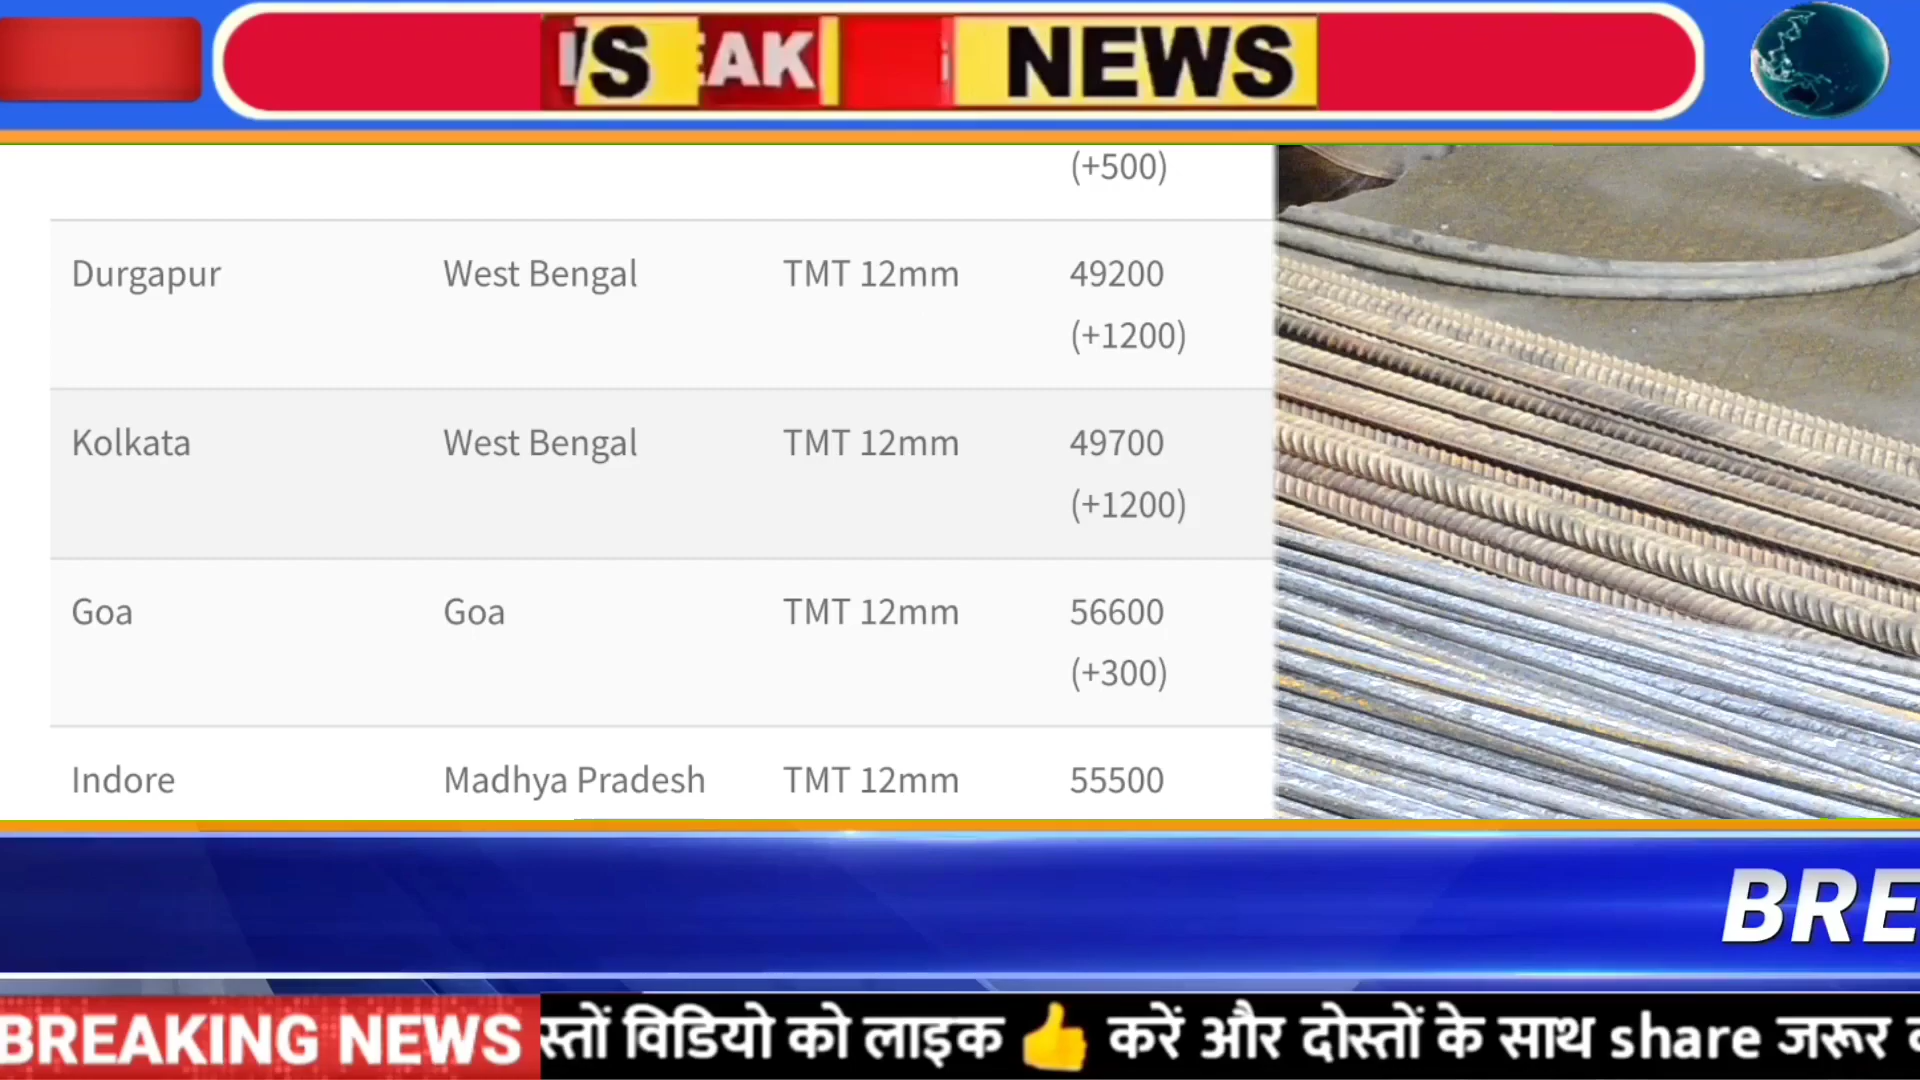 NEWS
(+500)
Durgapur West Bengal TMT 12mm 49200
(+1200)
Kolkata West Bengal TMT 12mm 49700
(+1200)
Goa Goa TMT 12mm 56600
(+300)
Indore Madhya Pradesh TMT 12mm 55500
BRE
BREAKING NEWS स्तों विडियो को लाइक 👍 करें और दोस्तों के साथ share जरूर